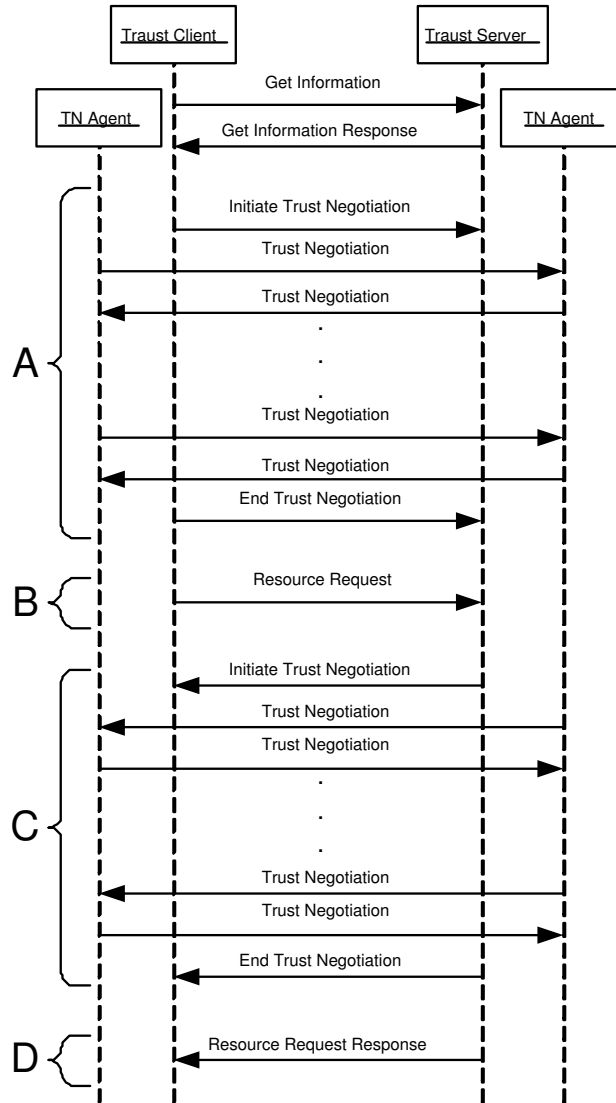 Traust Client
Traust Server
Get Information
TN Agent
TN Agent
Get Information Response
Initiate Trust Negotiation
Trust Negotiation
Trust Negotiation
.
.
.
A
Trust Negotiation
Trust Negotiation
End Trust Negotiation
B
Resource Request
Initiate Trust Negotiation
Trust Negotiation
Trust Negotiation
.
.
.
C
Trust Negotiation
Trust Negotiation
End Trust Negotiation
D
Resource Request Response